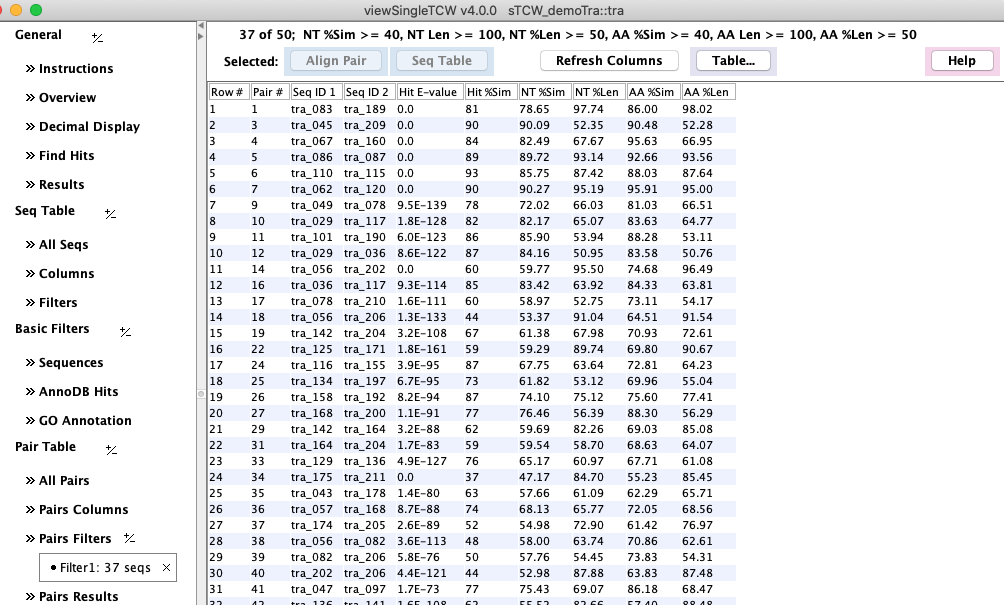 viewSingleTCW v4.0.0 sTCW_demoTra::tra
General
Instructions
Overview
Decimal Display
Find Hits
Results
Seq Table
All Seqs
Columns
Filters
Basic Filters
Sequences
AnnoDB Hits
GO Annotation
Pair Table
All Pairs
Pairs Columns
Pairs Filters
Filter1: 37 seqs ×
Pairs Results
37 of 50; NT %Sim >= 40, NT Len >= 100, NT %Len >= 50, AA %Sim >= 40, AA Len >= 100, AA %Len >= 50
Selected: Align Pair Seq Table Refresh Columns Table... Help
Row # Pair # Seq ID 1 Seq ID 2 Hit E-value Hit %Sim NT %Sim NT %Len AA %Sim AA %Len
1 1 tra_083 tra_189 0.0 81 78.65 97.74 86.00 98.02
2 3 tra_045 tra_209 0.0 90 90.09 52.35 90.48 52.28
3 4 tra_067 tra_160 0.0 84 82.49 67.67 95.63 66.95
4 5 tra_086 tra_087 0.0 89 89.72 93.14 92.66 93.56
5 6 tra_110 tra_115 0.0 93 85.75 87.42 88.03 87.64
6 7 tra_062 tra_120 0.0 90 90.27 95.19 95.91 95.00
7 9 tra_049 tra_078 9.5E-139 78 72.02 66.03 81.03 66.51
8 10 tra_029 tra_117 1.8E-128 82 82.17 65.07 83.63 64.77
9 11 tra_101 tra_190 6.0E-123 86 85.90 53.94 88.28 53.11
10 12 tra_029 tra_036 8.6E-122 87 84.16 50.95 83.58 50.76
11 14 tra_056 tra_202 0.0 60 59.77 95.50 74.68 96.49
12 16 tra_036 tra_117 9.3E-114 85 83.42 63.92 84.33 63.81
13 17 tra_078 tra_210 1.6E-111 60 58.97 52.75 73.11 54.17
14 18 tra_056 tra_206 1.3E-133 44 53.37 91.04 64.51 91.54
15 19 tra_142 tra_204 3.2E-108 67 61.38 67.98 70.93 72.61
16 22 tra_125 tra_171 1.8E-161 59 59.29 89.74 69.80 90.67
17 24 tra_116 tra_155 3.9E-95 87 67.75 63.64 72.81 64.23
18 25 tra_134 tra_197 6.7E-95 73 61.82 53.12 69.96 55.04
19 26 tra_158 tra_192 8.2E-94 87 74.10 75.12 75.60 77.41
20 27 tra_168 tra_200 1.1E-91 77 76.46 56.39 88.30 56.29
21 29 tra_142 tra_164 3.2E-88 62 59.69 82.26 69.03 85.08
22 31 tra_164 tra_204 1.7E-83 59 59.54 58.70 68.63 64.07
23 33 tra_129 tra_136 4.9E-127 76 65.17 60.97 67.71 61.08
24 34 tra_175 tra_211 0.0 37 47.17 84.70 55.23 85.45
25 35 tra_043 tra_178 1.4E-80 63 57.66 61.09 62.29 65.71
26 36 tra_057 tra_168 8.7E-88 74 68.13 65.77 72.05 68.56
27 37 tra_174 tra_205 2.6E-89 52 54.98 72.90 61.42 76.97
28 38 tra_056 tra_082 3.6E-113 48 58.00 63.74 70.86 62.61
29 39 tra_082 tra_206 5.8E-76 50 57.76 54.45 73.83 54.31
30 40 tra_202 tra_206 4.4E-121 44 52.98 87.88 63.83 87.48
31 41 tra_047 tra_097 1.7E-73 77 75.43 69.07 86.18 68.47